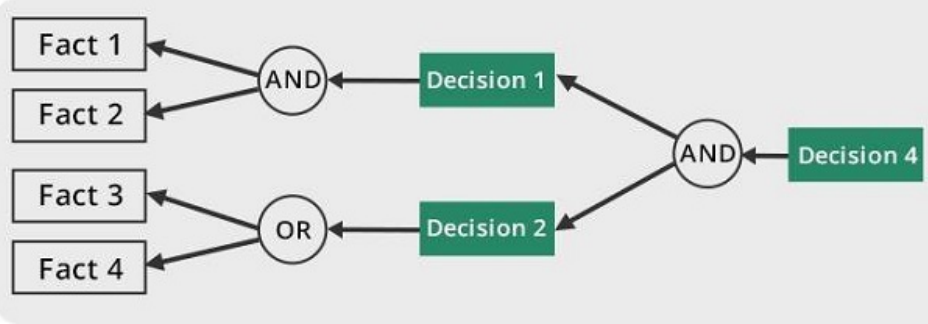 Fact 1
Fact 2
AND
Decision 1
AND
Decision 4
Fact 3
Fact 4
OR
Decision 2